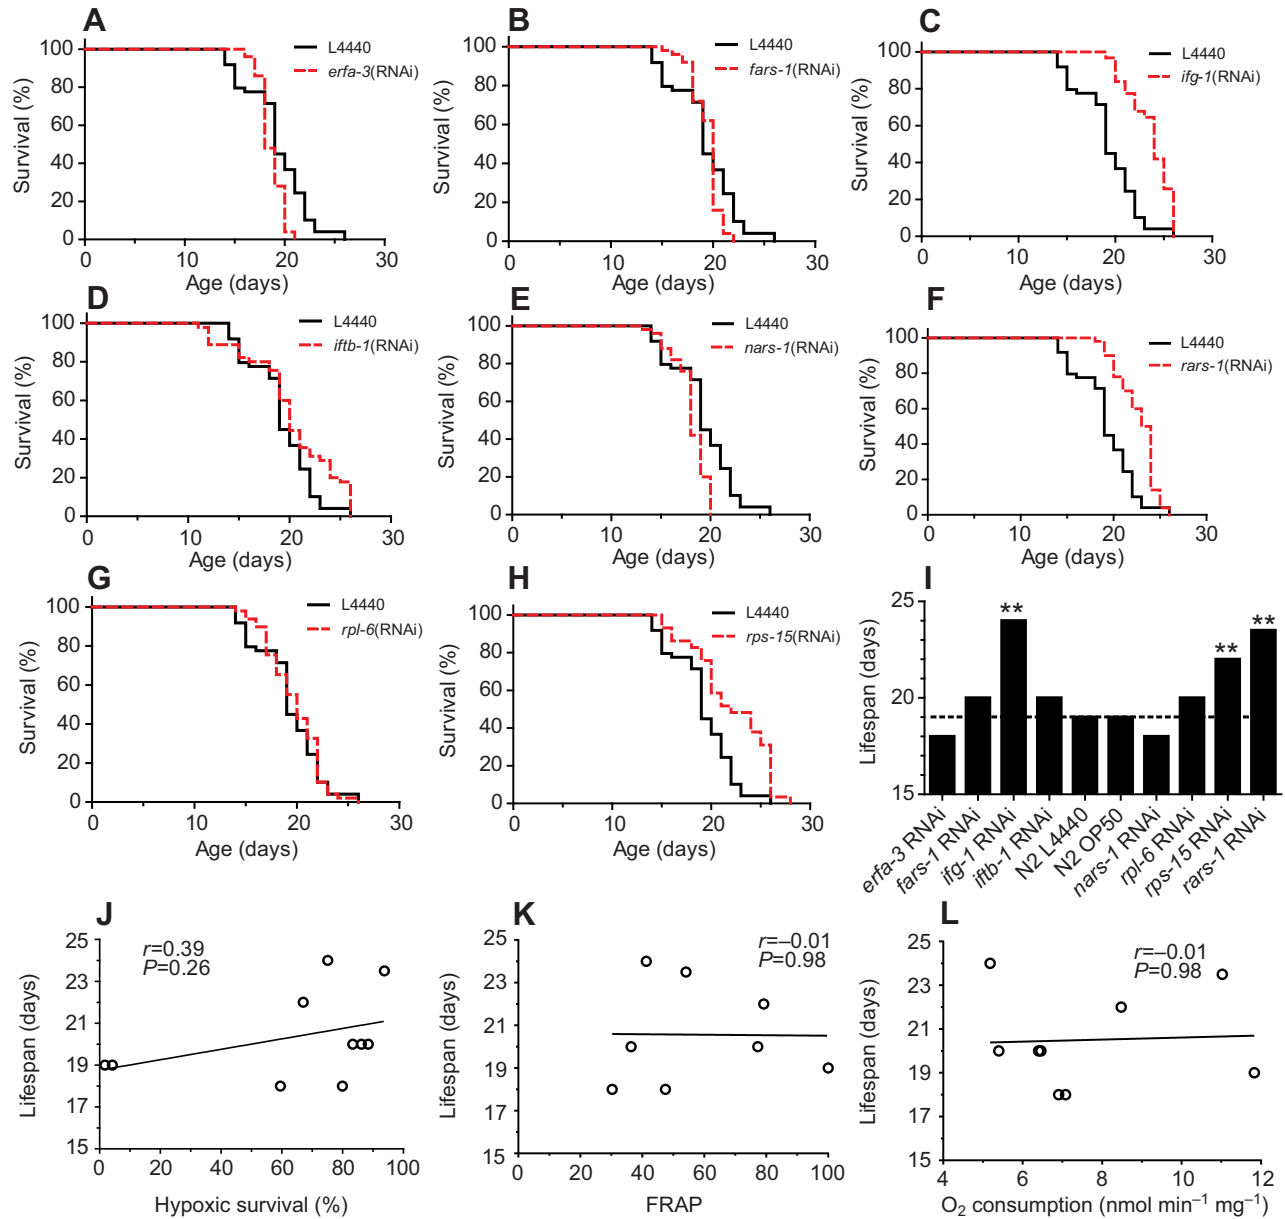 A
100
80
60
40
20
0
Survival (%)
0 10 20 30
Age (days)
L4440
erfa-3(RNAi)
B
100
80
60
40
20
0
Survival (%)
0 10 20 30
Age (days)
L4440
fars-1(RNAi)
C
100
80
60
40
20
0
Survival (%)
0 10 20 30
Age (days)
L4440
ifg-1(RNAi)
D
100
80
60
40
20
0
Survival (%)
0 10 20 30
Age (days)
L4440
iftb-1(RNAi)
E
100
80
60
40
20
0
Survival (%)
0 10 20 30
Age (days)
L4440
nars-1(RNAi)
F
100
80
60
40
20
0
Survival (%)
0 10 20 30
Age (days)
L4440
rars-1(RNAi)
G
100
80
60
40
20
0
Survival (%)
0 10 20 30
Age (days)
L4440
rpl-6(RNAi)
H
100
80
60
40
20
0
Survival (%)
0 10 20 30
Age (days)
L4440
rps-15(RNAi)
I
25
20
15
Lifespan (days)
**
**
**
erfa-3 RNAi
fars-1 RNAi
ifg-1 RNAi
iftb-1 RNAi
N2 L4440
N2 OP50
nars-1 RNAi
rpl-6 RNAi
rps-15 RNAi
rars-1 RNAi
J
25
23
21
19
17
15
Lifespan (days)
r=0.39
P=0.26
0 20 40 60 80 100
Hypoxic survival (%)
K
25
23
21
19
17
15
Lifespan (days)
r=–0.01
P=0.98
0 20 40 60 80 100
FRAP
L
25
23
21
19
17
15
Lifespan (days)
r=–0.01
P=0.98
4 6 8 10 12
O₂ consumption (nmol min⁻¹ mg⁻¹)